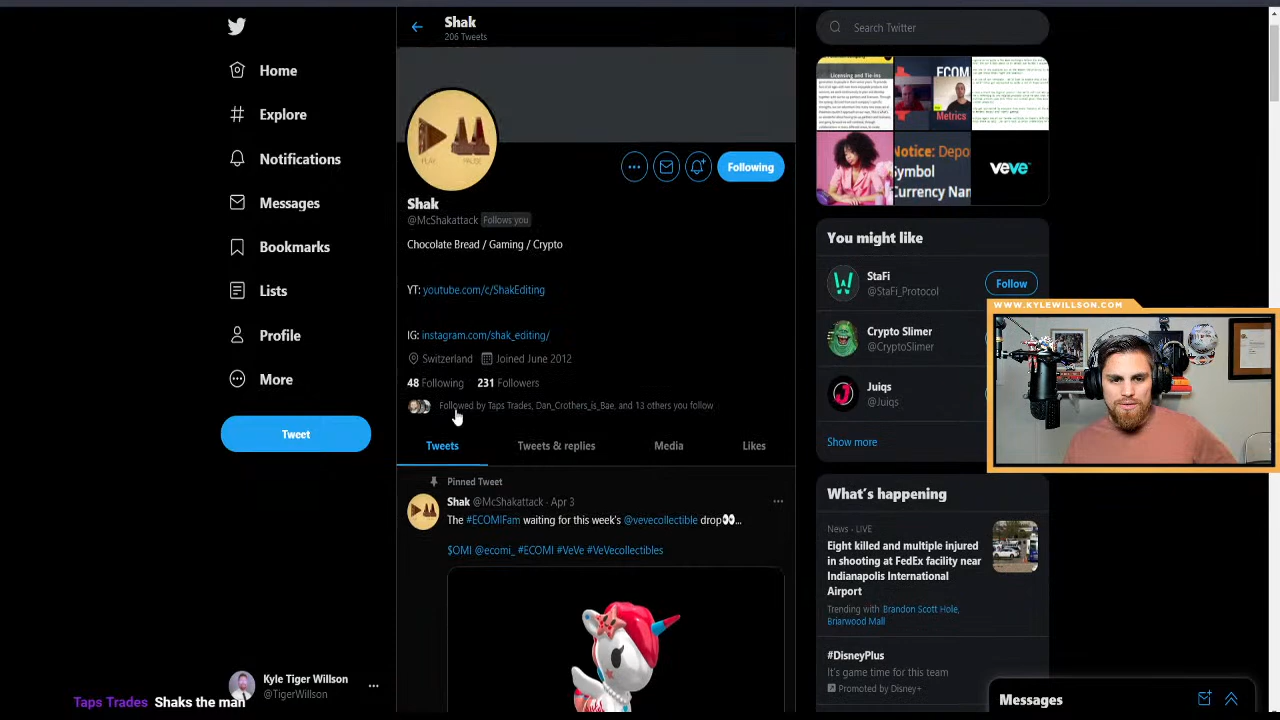 Shak
206 Tweets
Home
Notifications
Messages
Bookmarks
Lists
Profile
More
Tweet
Kyle Tiger Willson
@TigerWillson
Taps Trades Shaks the man
PLAY
Following
Shak
@McShakattack Follows you
Chocolate Bread / Gaming / Crypto
YT: youtube.com/c/ShakEditing
IG: instagram.com/shak_editing/
Switzerland Joined June 2012
48 Following 231 Followers
Followed by Taps Trades, Dan_Crothers_is_Bae, and 13 others you follow
Tweets Tweets & replies Media Likes
Pinned Tweet
Shak @McShakattack · Apr 3
The #ECOMIFam waiting for this week's @vevecollectible drop👀...
$OMI @ecomi_ #ECOMI #VeVe #VeVecollectibles
Search Twitter
Licensing and Tie-ins
ECOM
Metrics
Notice: Depo
Symbol
Currency Nam
veve
You might like
StaFi
@StaFi_Protocol
Follow
Crypto Slimer
@CryptoSlimer
Juiqs
@Juiqs
Show more
WWW.KYLEWILLSON.COM
What's happening
News · LIVE
Eight killed and multiple injured
in shooting at FedEx facility near
Indianapolis International
Airport
Trending with Brandon Scott Hole,
Briarwood Mall
#DisneyPlus
It's game time for this team
Promoted by Disney+
Messages